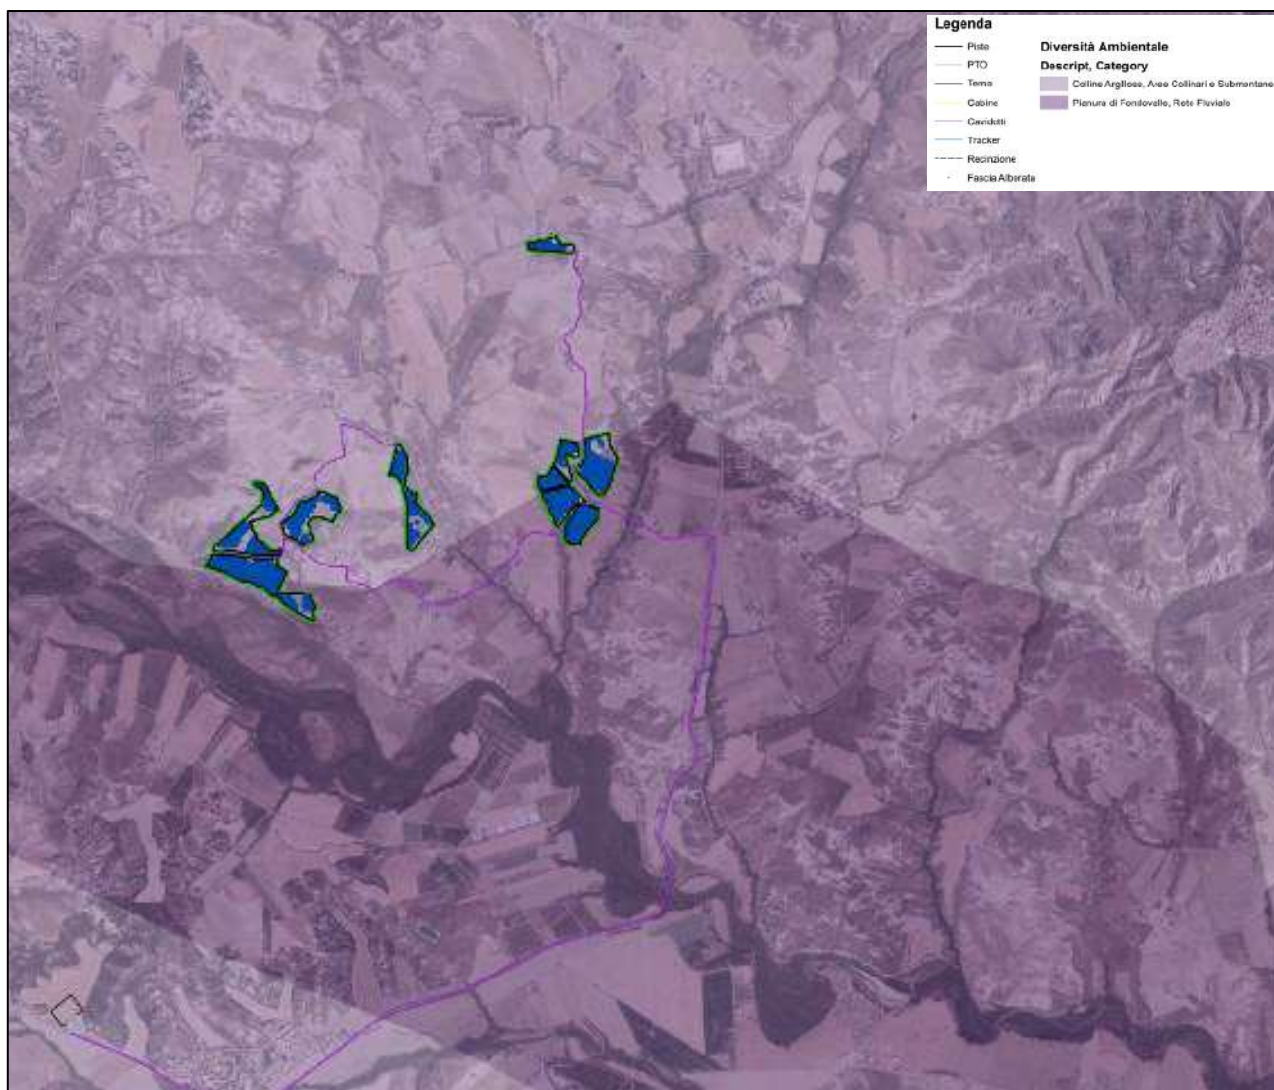 Legenda
Piste
PTO
Terna
Cabine
Cavidotti
Tracker
Recinzione
Fascia Alberata
Diversità Ambientale
Descript, Category
Colline Argillose, Aree Collinari e Submontane
Pianura di Fondovalle, Rete Fluviale